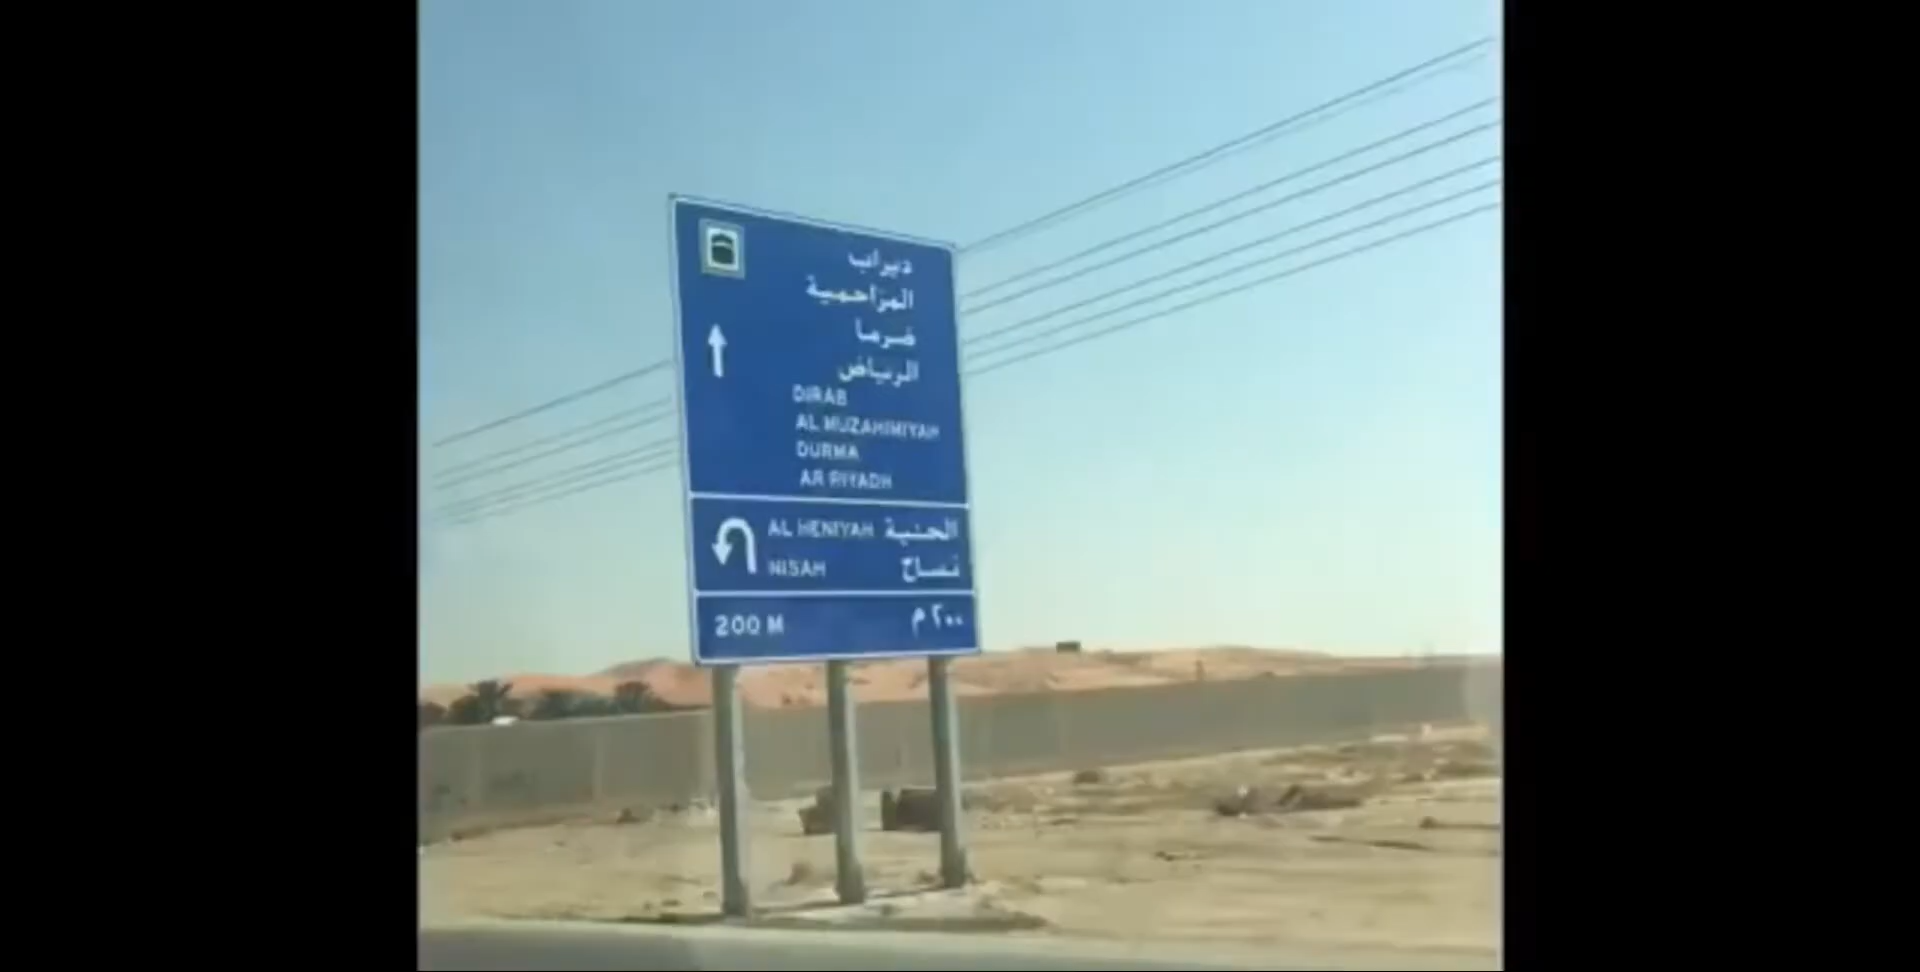 ديراب
المزاحمية
ضرما
الرياض
DIRAB
AL MUZAHIMIYAH
DURMA
AR RIYADH
AL HENIYAH الحنية
NISAH نساح
200 M ٢٠٠ م